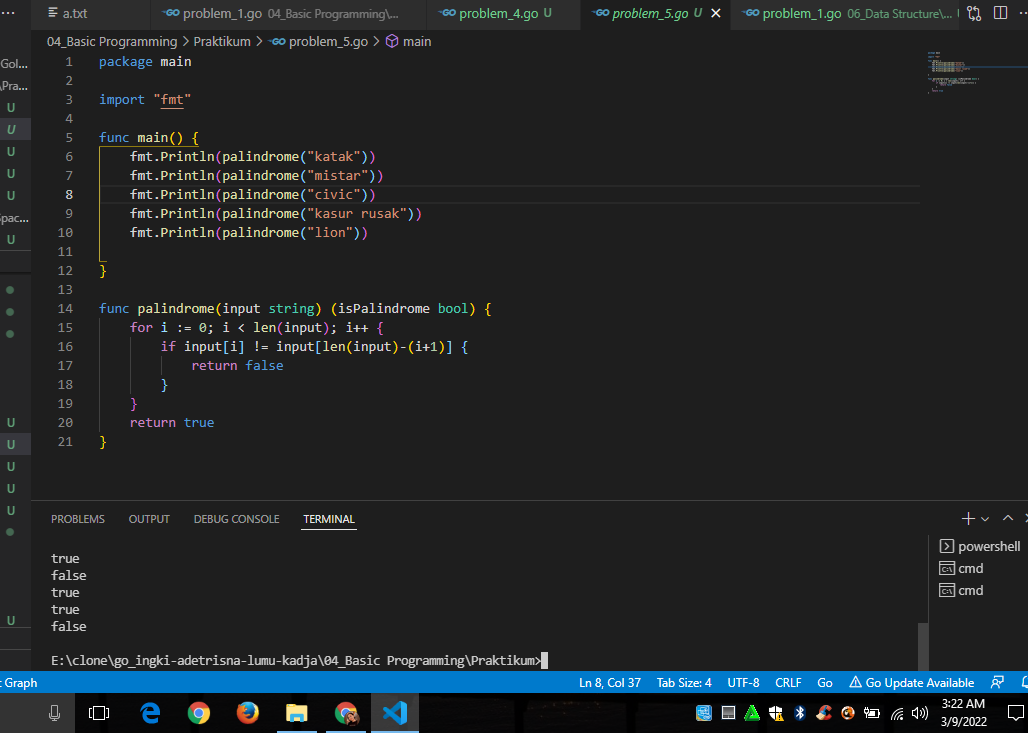 a.txt
problem_1.go 04_Basic Programming\...
problem_4.go U
problem_5.go U
problem_1.go 06_Data Structure\...
04_Basic Programming > Praktikum > problem_5.go > main
Gol...
\Pra...
U
U
U
U
U
Spac...
U
U
U
U
U
U
U
1 package main
2
3 import "fmt"
4
5 func main() {
6 fmt.Println(palindrome("katak"))
7 fmt.Println(palindrome("mistar"))
8 fmt.Println(palindrome("civic"))
9 fmt.Println(palindrome("kasur rusak"))
10 fmt.Println(palindrome("lion"))
11
12 }
13
14 func palindrome(input string) (isPalindrome bool) {
15 for i := 0; i < len(input); i++ {
16 if input[i] != input[len(input)-(i+1)] {
17 return false
18 }
19 }
20 return true
21 }
PROBLEMS OUTPUT DEBUG CONSOLE TERMINAL
true
false
true
true
false
E:\clone\go_ingki-adetrisna-lumu-kadja\04_Basic Programming\Praktikum>
powershell
cmd
cmd
Graph
Ln 8, Col 37 Tab Size: 4 UTF-8 CRLF Go Go Update Available
3:22 AM
3/9/2022